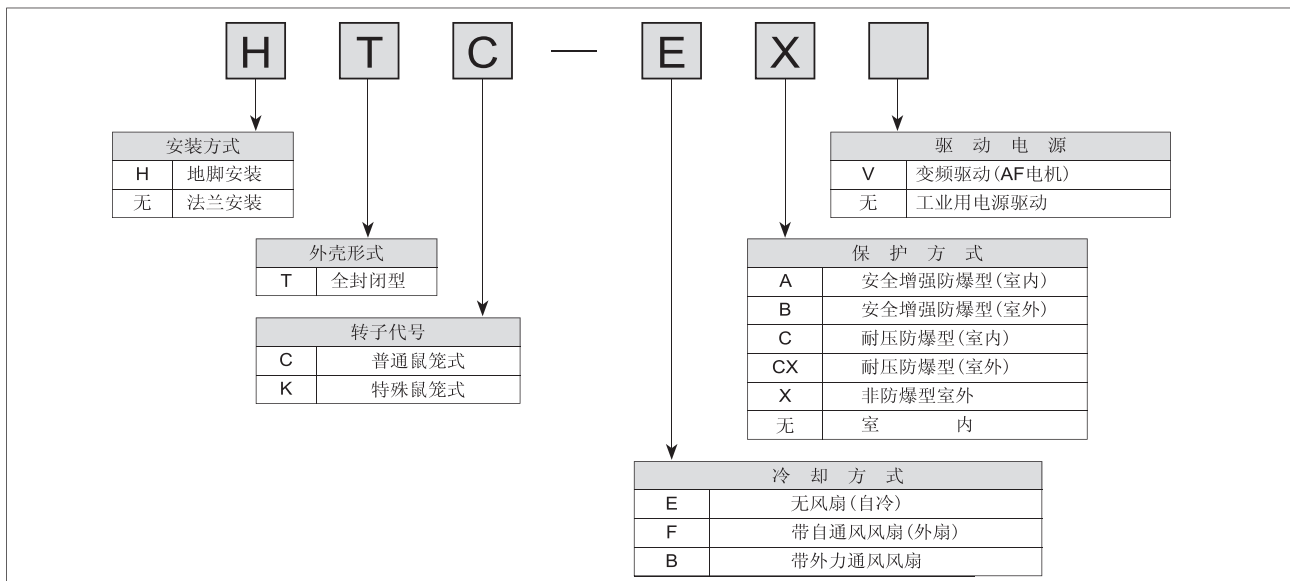 H T C — E X
安装方式
H 地脚安装
无 法兰安装
驱 动 电 源
V 变频驱动(AF电机)
无 工业用电源驱动
外壳形式
T 全封闭型
保 护 方 式
A 安全增强防爆型(室内)
B 安全增强防爆型(室外)
C 耐压防爆型(室内)
CX 耐压防爆型(室外)
X 非防爆型室外
无 室 内
转子代号
C 普通鼠笼式
K 特殊鼠笼式
冷 却 方 式
E 无风扇(自冷)
F 带自通风风扇(外扇)
B 带外力通风风扇